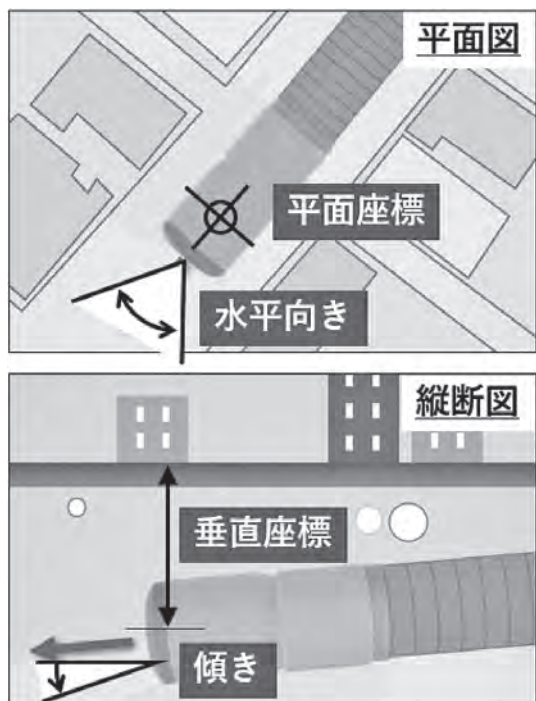 平面図
平面座標
水平向き
縦断図
垂直座標
傾き